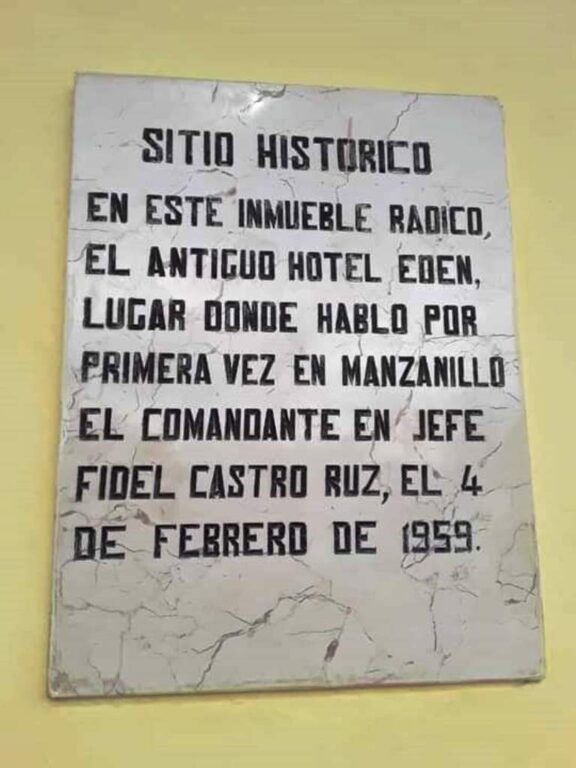 SITIO HISTORICO
EN ESTE INMUEBLE RADICO,
EL ANTIGUO HOTEL EDEN,
LUGAR DONDE HABLO POR
PRIMERA VEZ EN MANZANILLO
EL COMANDANTE EN JEFE
FIDEL CASTRO RUZ, EL 4
DE FEBRERO DE 1959.